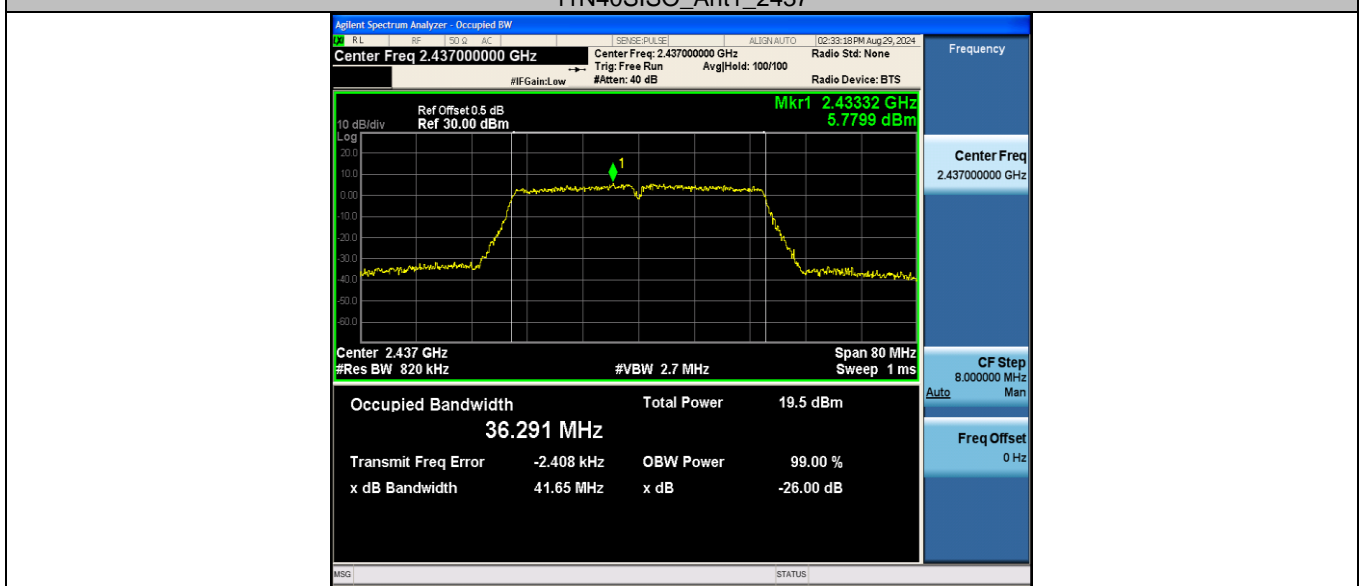 11N40SISO_Ant1_2437
Agilent Spectrum Analyzer - Occupied BW
RL RF 50 Ω AC SENSE:PULSE ALIGN AUTO 02:33:18 PM Aug 29, 2024
Center Freq 2.437000000 GHz
Center Freq: 2.437000000 GHz
Radio Std: None
Trig: Free Run Avg|Hold: 100/100
#IFGain:Low #Atten: 40 dB Radio Device: BTS
Frequency
Ref Offset 0.5 dB
Mkr1 2.43332 GHz
10 dB/div Ref 30.00 dBm 5.7799 dBm
Log
20.0
10.0
0.00
-10.0
-20.0
-30.0
-40.0
-50.0
-60.0
1
Center 2.437 GHz Span 80 MHz
#Res BW 820 kHz #VBW 2.7 MHz Sweep 1 ms
Center Freq
2.437000000 GHz
CF Step
8.000000 MHz
Auto Man
Freq Offset
0 Hz
Occupied Bandwidth Total Power 19.5 dBm
36.291 MHz
Transmit Freq Error -2.408 kHz OBW Power 99.00 %
x dB Bandwidth 41.65 MHz x dB -26.00 dB
MSG STATUS